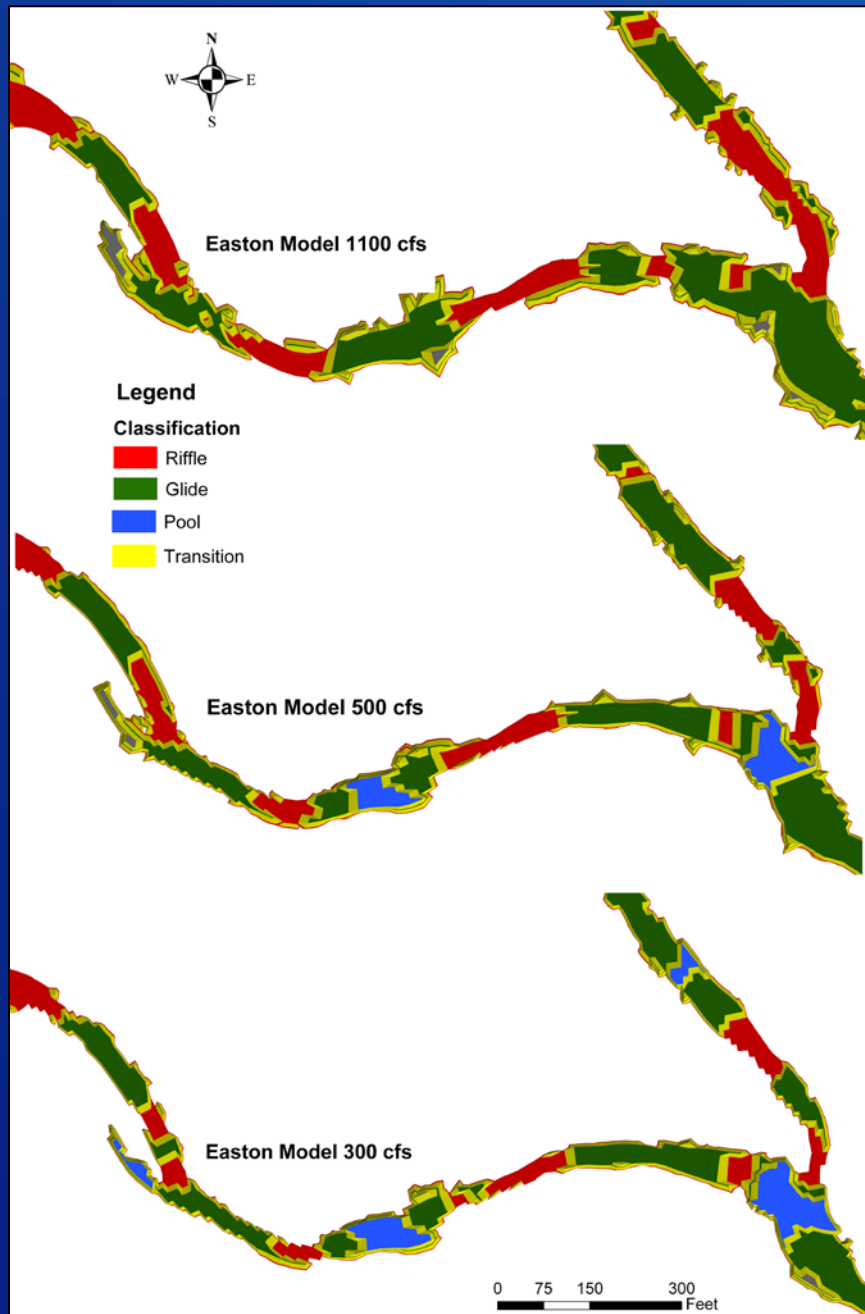 N
W E
S
Easton Model 1100 cfs
Legend
Classification
Riffle
Glide
Pool
Transition
Easton Model 500 cfs
Easton Model 300 cfs
0 75 150 300
Feet